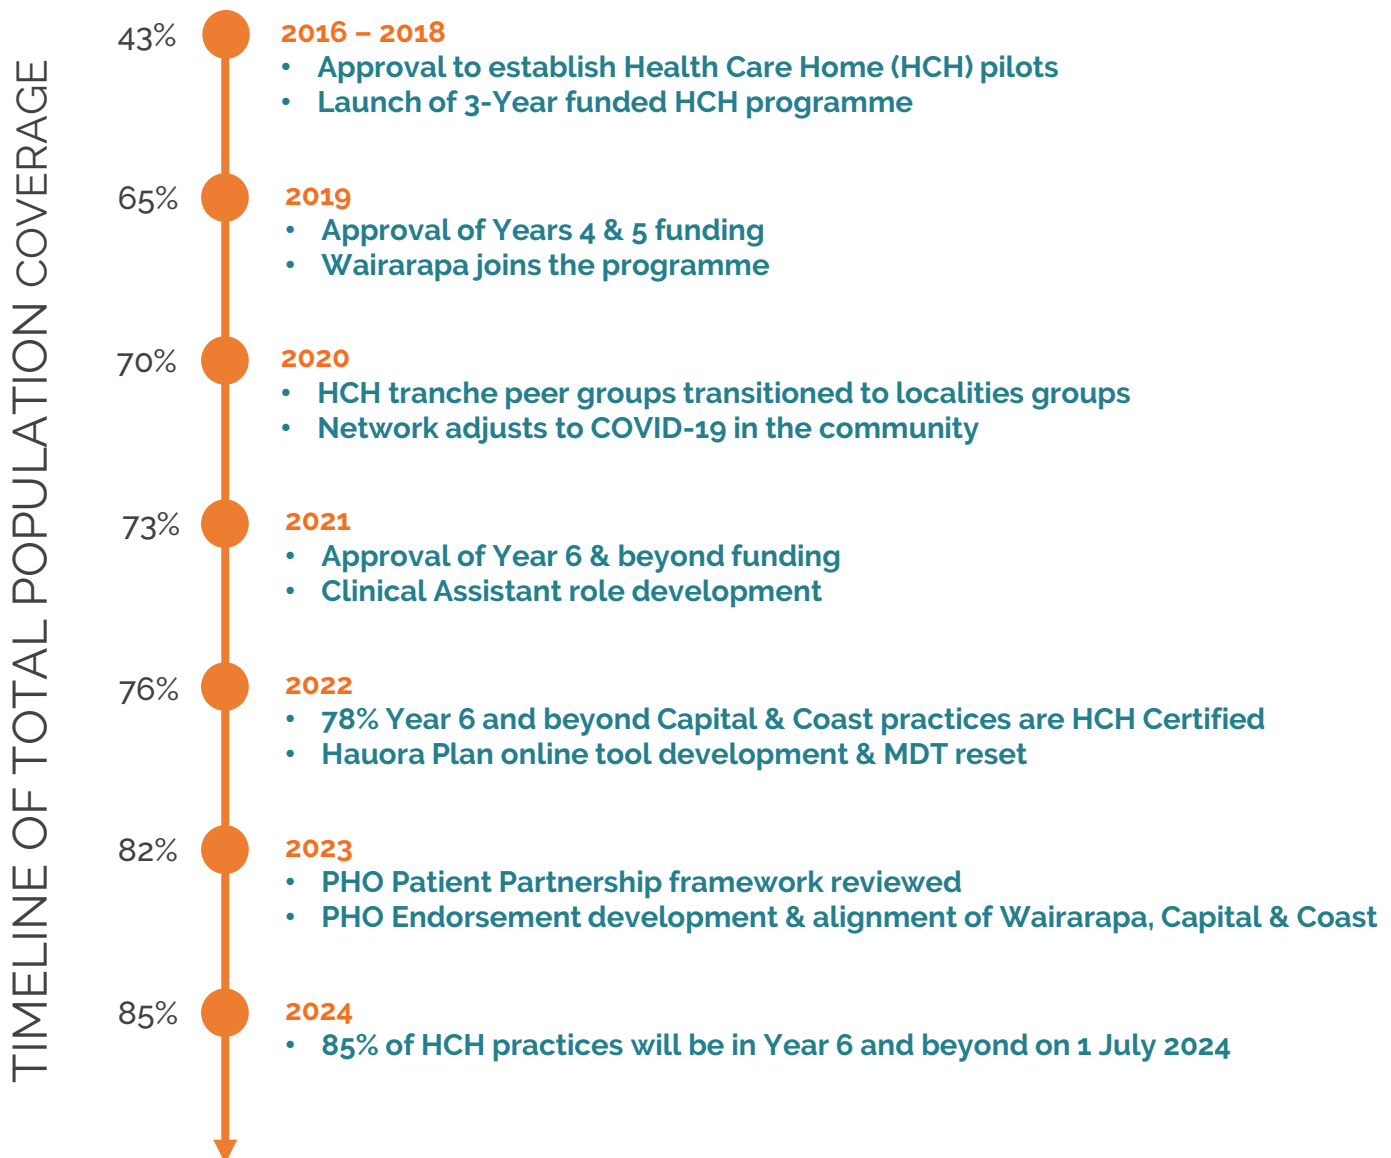 TIMELINE OF TOTAL POPULATION COVERAGE
43%
2016 – 2018
• Approval to establish Health Care Home (HCH) pilots
• Launch of 3-Year funded HCH programme
65%
2019
• Approval of Years 4 & 5 funding
• Wairarapa joins the programme
70%
2020
• HCH tranche peer groups transitioned to localities groups
• Network adjusts to COVID-19 in the community
73%
2021
• Approval of Year 6 & beyond funding
• Clinical Assistant role development
76%
2022
• 78% Year 6 and beyond Capital & Coast practices are HCH Certified
• Hauora Plan online tool development & MDT reset
82%
2023
• PHO Patient Partnership framework reviewed
• PHO Endorsement development & alignment of Wairarapa, Capital & Coast
85%
2024
• 85% of HCH practices will be in Year 6 and beyond on 1 July 2024